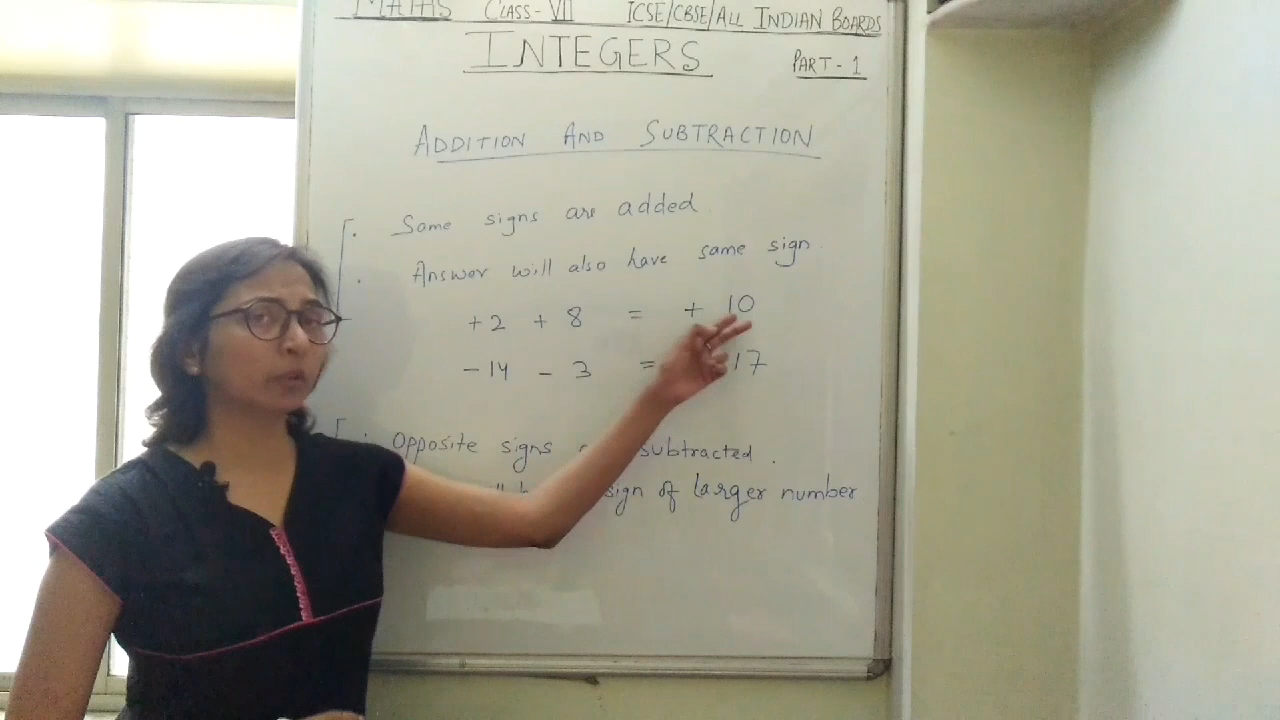 MATHS CLASS-VII ICSE/CBSE/ALL INDIAN BOARDS
INTEGERS
PART-1
ADDITION AND SUBTRACTION
. Same signs are added.
. Answer will also have same sign.
+2 + 8 = + 10
-14 - 3 = 17
. Opposite signs subtracted.
sign of larger number